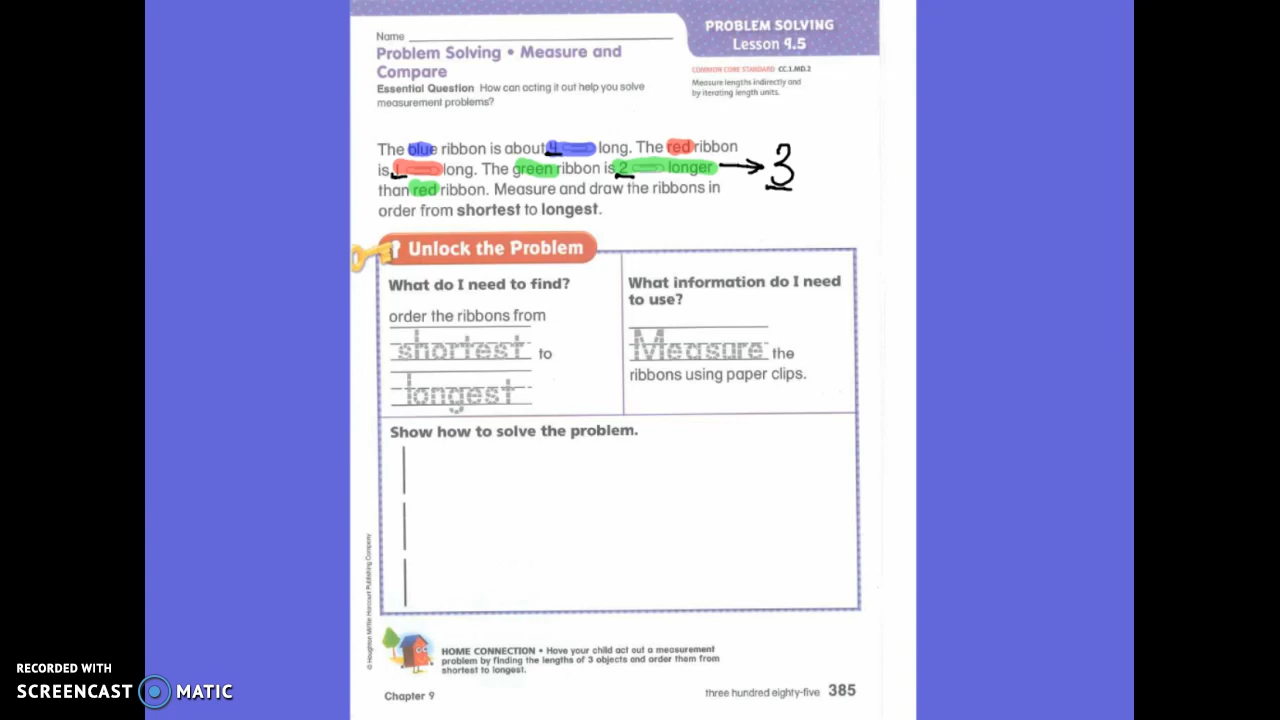 PROBLEM SOLVING
Lesson 9.5
Name
Problem Solving • Measure and
Compare
COMMON CORE STANDARD CC.1.MD.2
Measure lengths indirectly and
by iterating length units.
Essential Question How can acting it out help you solve
measurement problems?
The blue ribbon is about 4 long. The red ribbon
is 1 long. The green ribbon is 2 longer → 3
than red ribbon. Measure and draw the ribbons in
order from shortest to longest.
Unlock the Problem
What do I need to find?
order the ribbons from
shortest to
longest
What information do I need
to use?
Measure the
ribbons using paper clips.
Show how to solve the problem.
© Houghton Mifflin Harcourt Publishing Company
HOME CONNECTION • Have your child act out a measurement
problem by finding the lengths of 3 objects and order them from
shortest to longest.
Chapter 9
three hundred eighty-five 385
RECORDED WITH
SCREENCAST MATIC